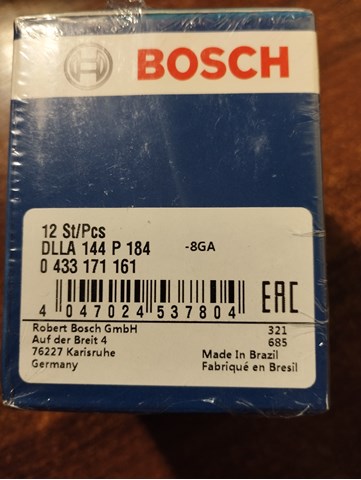 BOSCH
12 St/Pcs
DLLA 144 P 184 -8GA
0 433 171 161
EAC
4 047024 537804
Robert Bosch GmbH 321
Auf der Breit 4 685
76227 Karlsruhe Made In Brazil
Germany Fabriqué en Bresil